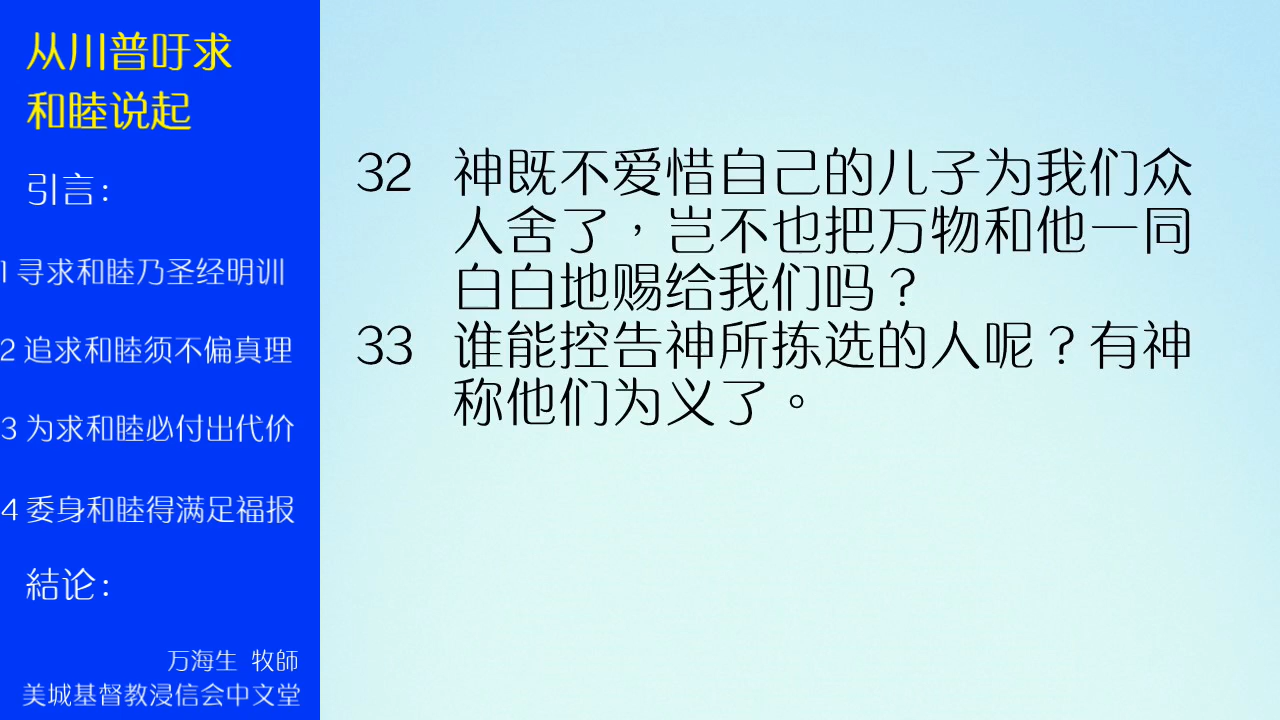 从川普吁求
和睦说起
引言：
1 寻求和睦乃圣经明训
2 追求和睦须不偏真理
3 为求和睦必付出代价
4 委身和睦得满足福报
結论：
万海生 牧師
美城基督教浸信会中文堂
32 神既不爱惜自己的儿子为我们众
人舍了，岂不也把万物和他一同
白白地赐给我们吗？
33 谁能控告神所拣选的人呢？有神
称他们为义了。